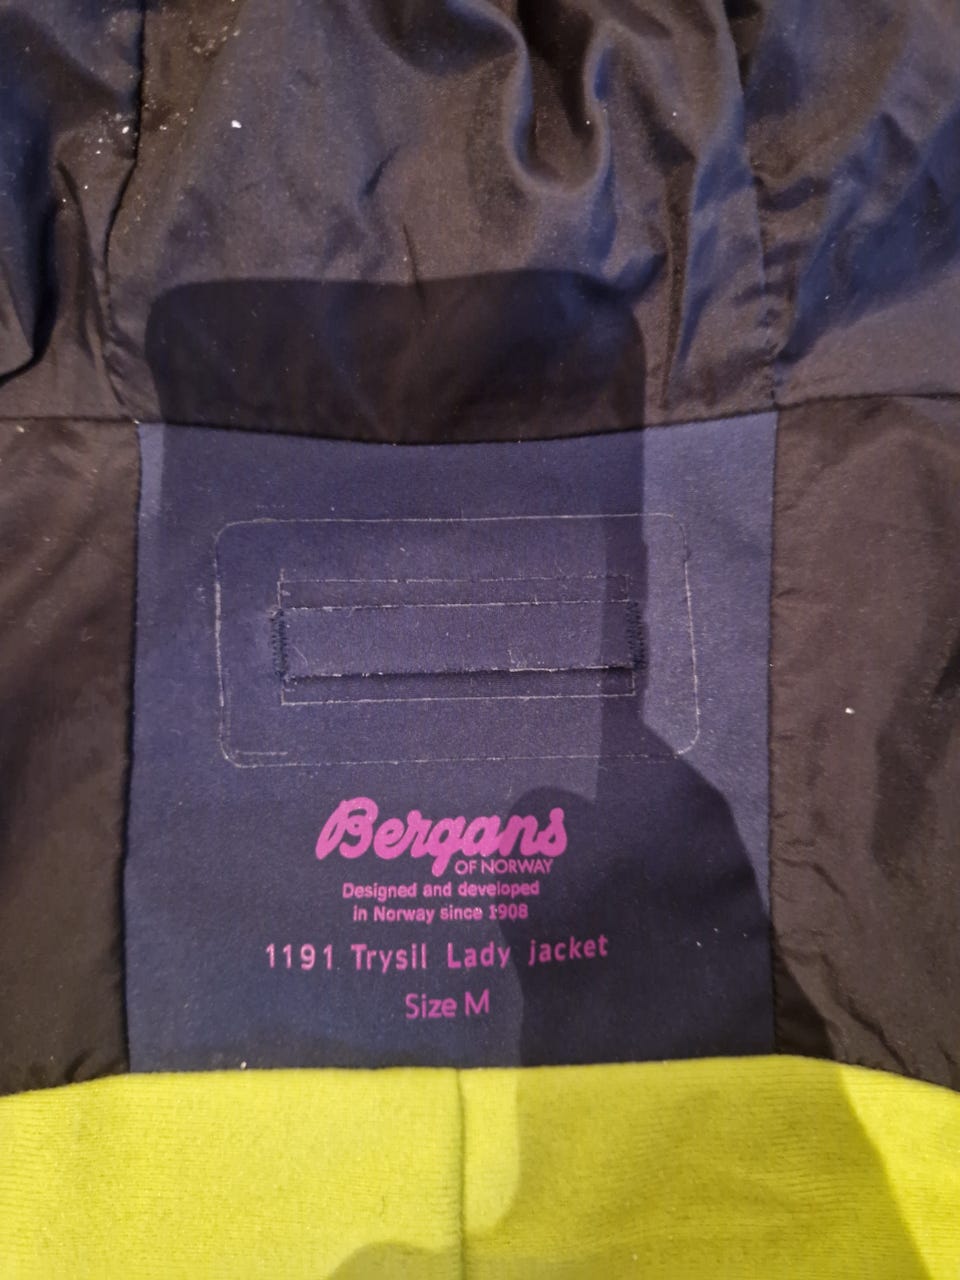 Bergans
OF NORWAY
Designed and developed
in Norway since 1908
1191 Trysil Lady jacket
Size M